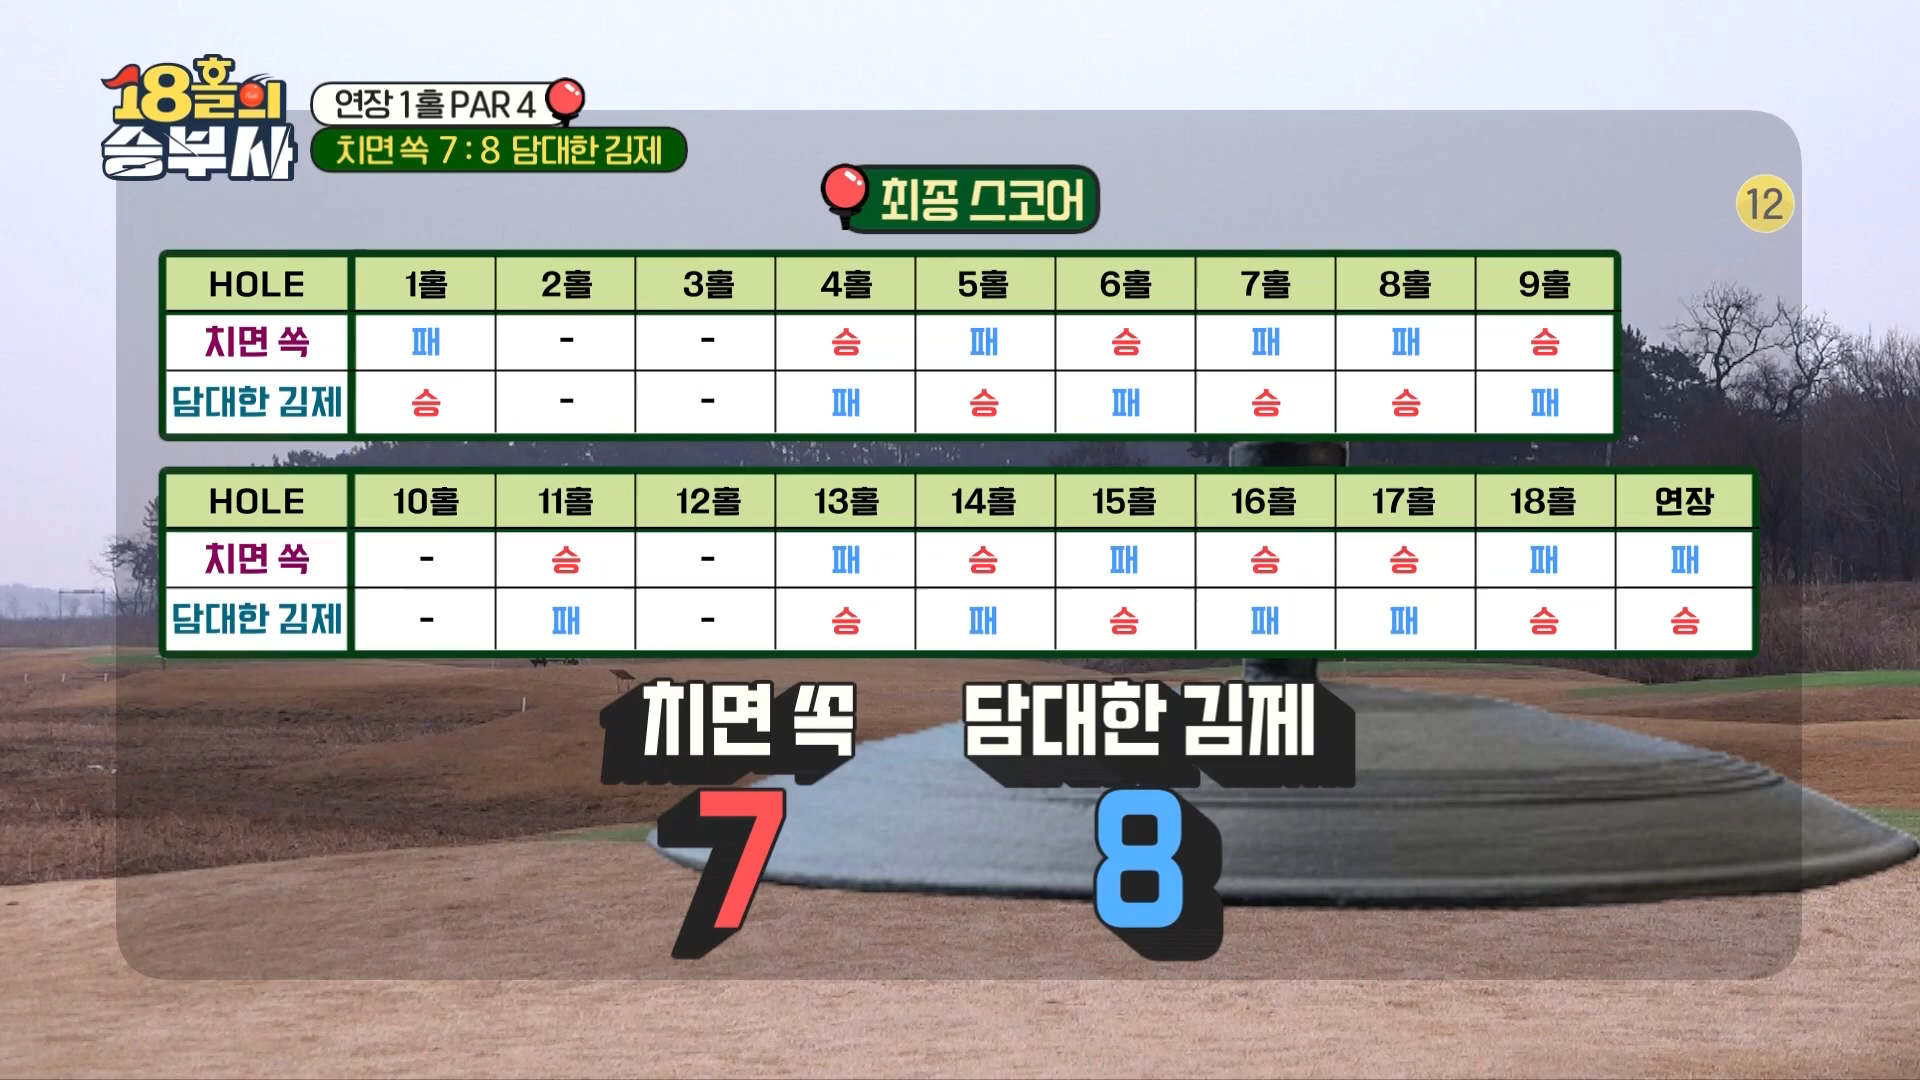 18홀의
승부사
연장 1홀 PAR 4
치면 쏙 7 : 8 담대한 김제
최종 스코어
12
HOLE 1홀 2홀 3홀 4홀 5홀 6홀 7홀 8홀 9홀
치면 쏙 패 - - 승 패 승 패 패 승
담대한 김제 승 - - 패 승 패 승 승 패
HOLE 10홀 11홀 12홀 13홀 14홀 15홀 16홀 17홀 18홀 연장
치면 쏙 - 승 - 패 승 패 승 승 패 패
담대한 김제 - 패 - 승 패 승 패 패 승 승
치면 쏙 담대한 김제
7 8